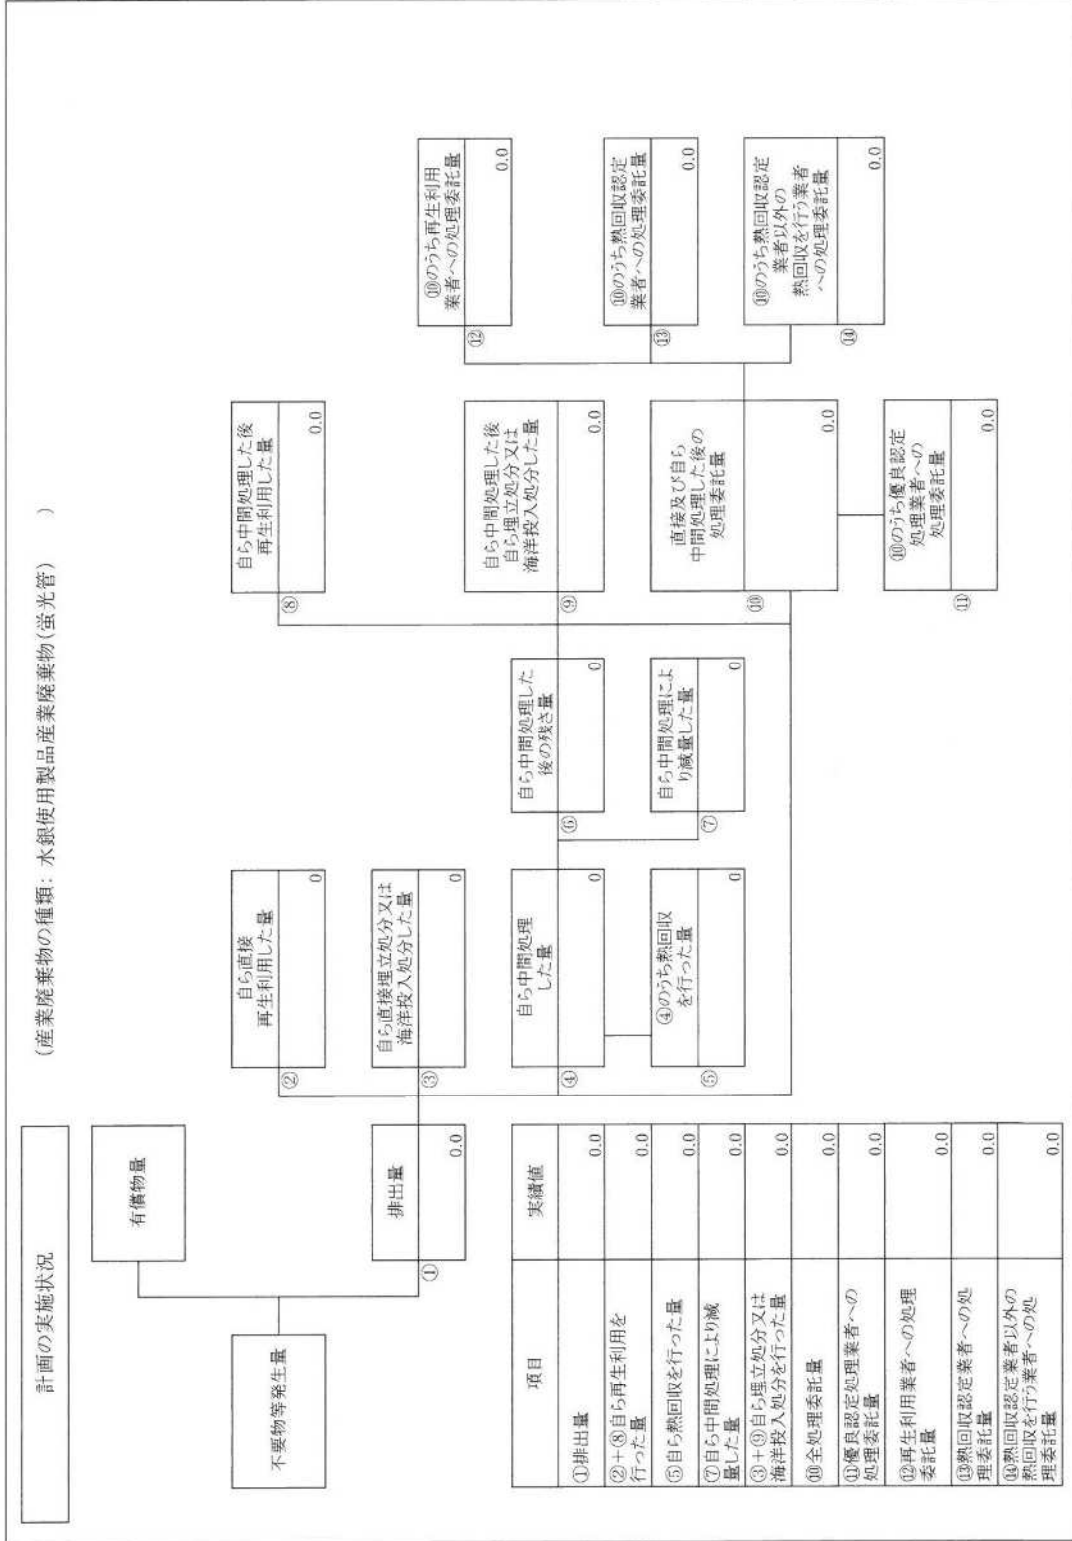 計画の実施状況
(産業廃棄物の種類: 水銀使用製品産業廃棄物(蛍光管) )
不要物等発生量
有償物量
排出量
①
0.0
自ら直接
再生利用した量
②
0
自ら直接埋立処分又は
海洋投入処分した量
③
0
自ら中間処理
した量
④
0
④のうち熱回収
を行った量
⑤
0
自ら中間処理した
後の残さ量
⑥
0
自ら中間処理によ
り減量した量
⑦
0
自ら中間処理した後
再生利用した量
⑧
0.0
自ら中間処理した後
自ら埋立処分又は
海洋投入処分した量
⑨
0.0
直接及び自ら
中間処理した後の
処理委託量
⑩
0.0
⑩のうち優良認定
処理業者への
処理委託量
⑪
0.0
⑩のうち再生利用
業者への処理委託量
⑫
0.0
⑩のうち熱回収認定
業者への処理委託量
⑬
0.0
⑩のうち熱回収認定
業者以外の
熱回収を行う業者
への処理委託量
⑭
0.0
項目 実績値
①排出量 0.0
②+⑧自ら再生利用を
行った量 0.0
⑤自ら熱回収を行った量 0.0
⑦自ら中間処理により減
量した量 0.0
③+⑨自ら埋立処分又は
海洋投入処分を行った量 0.0
⑩全処理委託量 0.0
⑪優良認定処理業者への
処理委託量 0.0
⑫再生利用業者への処理
委託量 0.0
⑬熱回収認定業者への処
理委託量 0.0
⑭熱回収認定業者以外の
熱回収を行う業者への処
理委託量 0.0